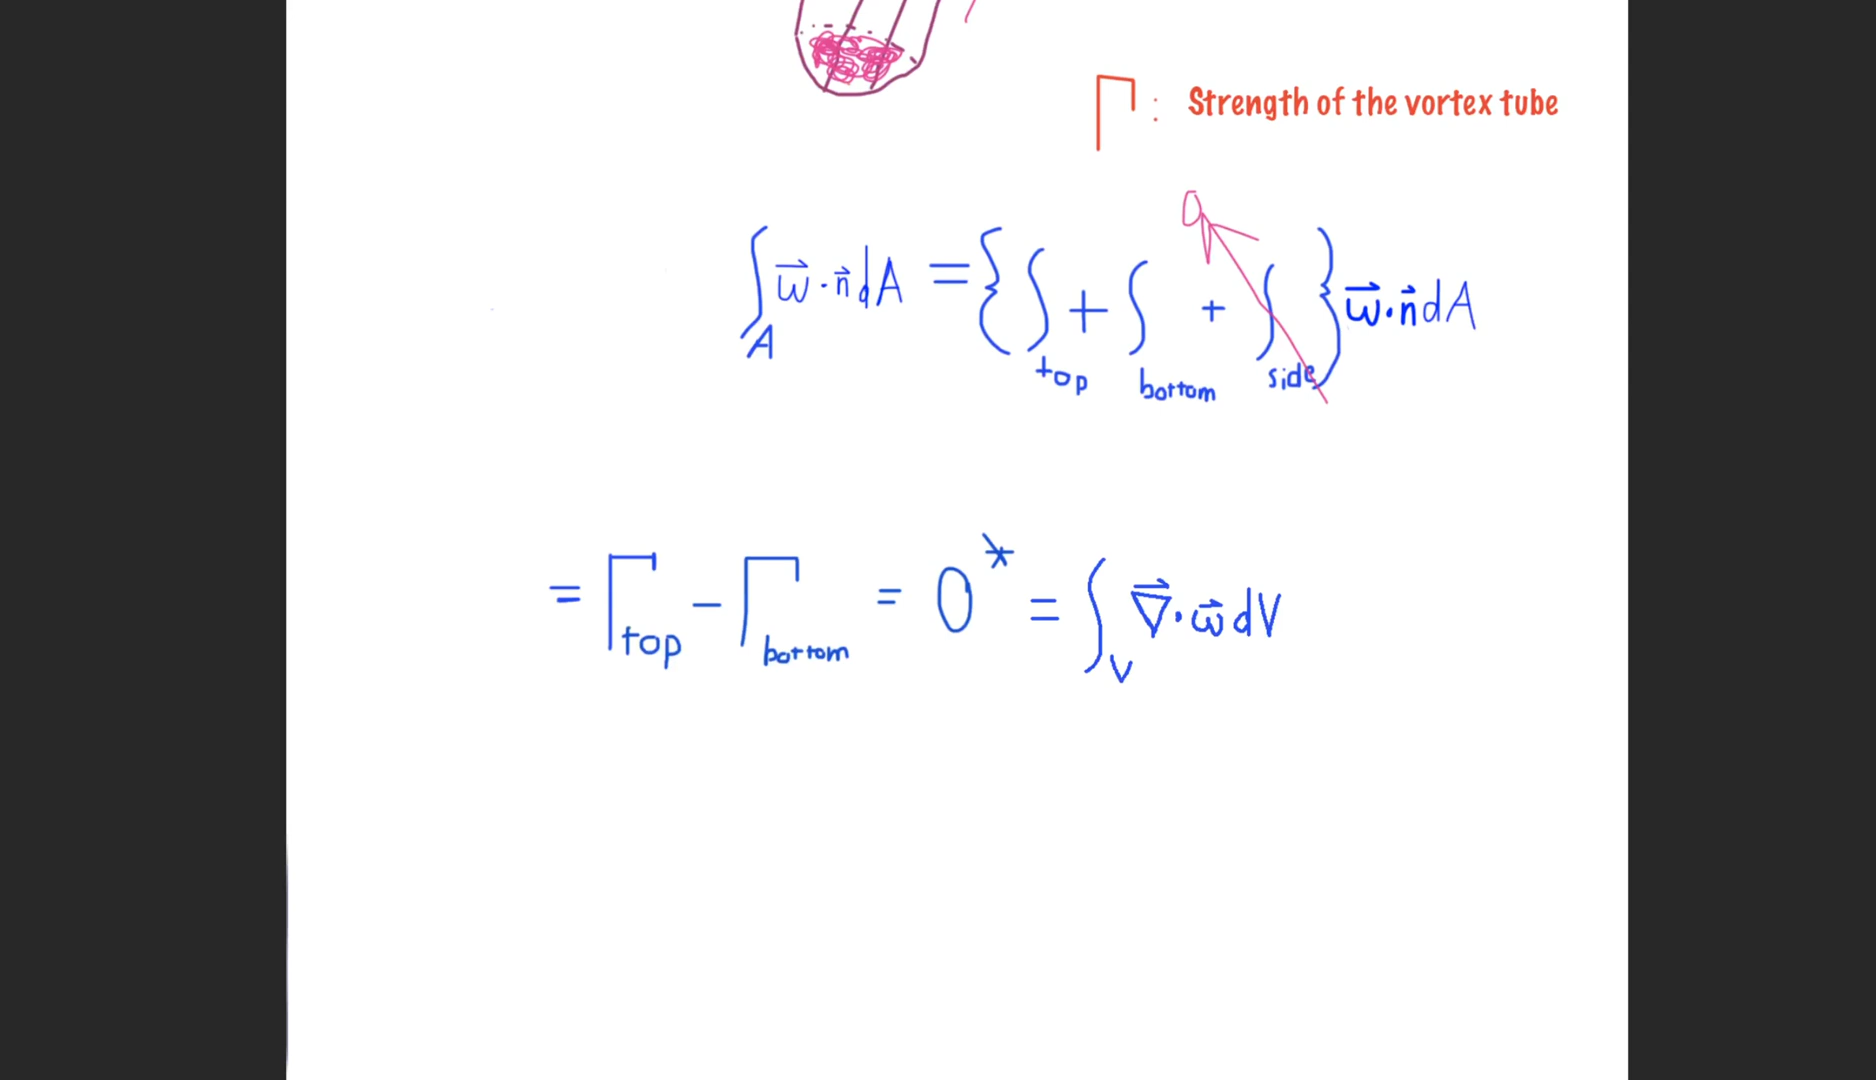 Γ : Strength of the vortex tube
0
∫_A ω⃗ · n⃗ dA = { ∫_top + ∫_bottom + ∫_side } ω⃗ · n⃗ dA
= Γ_top − Γ_bottom = 0* = ∫_V ∇⃗ · ω⃗ dV